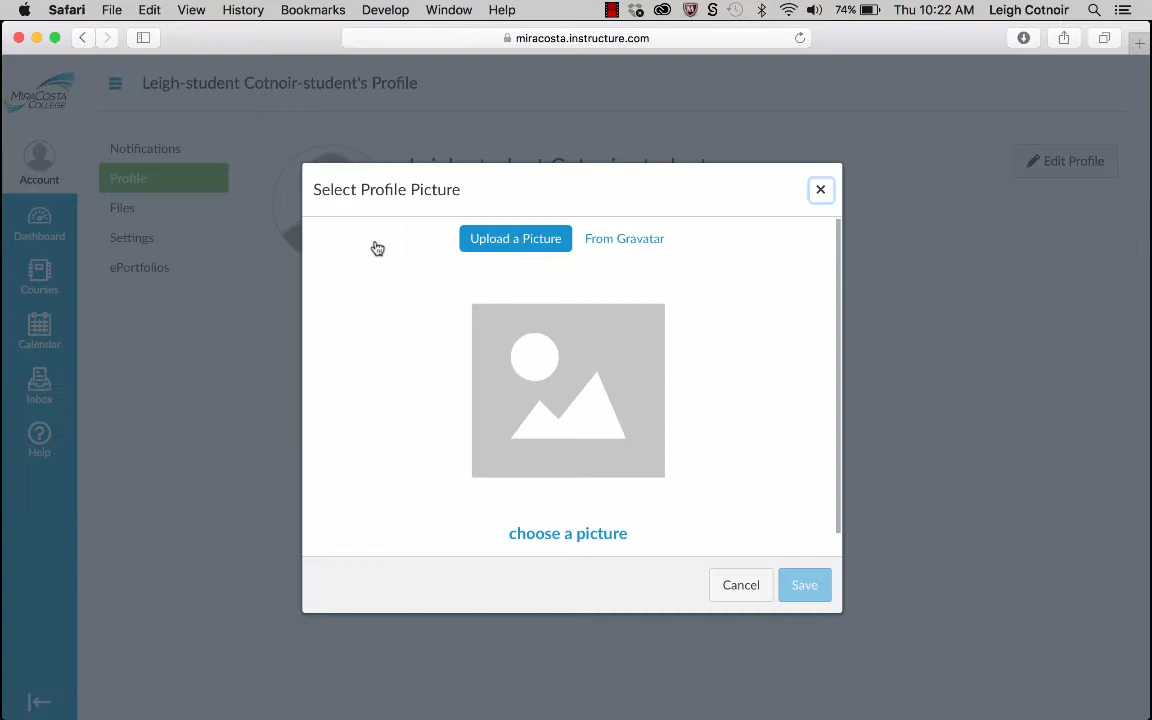 Safari File Edit View History Bookmarks Develop Window Help S 74% Thu 10:22 AM Leigh Cotnoir
miracosta.instructure.com
MIRACOSTA
COLLEGE
Leigh-student Cotnoir-student's Profile
Account
Dashboard
Courses
Calendar
Inbox
Help
Notifications
Profile
Files
Settings
ePortfolios
Edit Profile
Select Profile Picture
Upload a Picture From Gravatar
choose a picture
Cancel Save